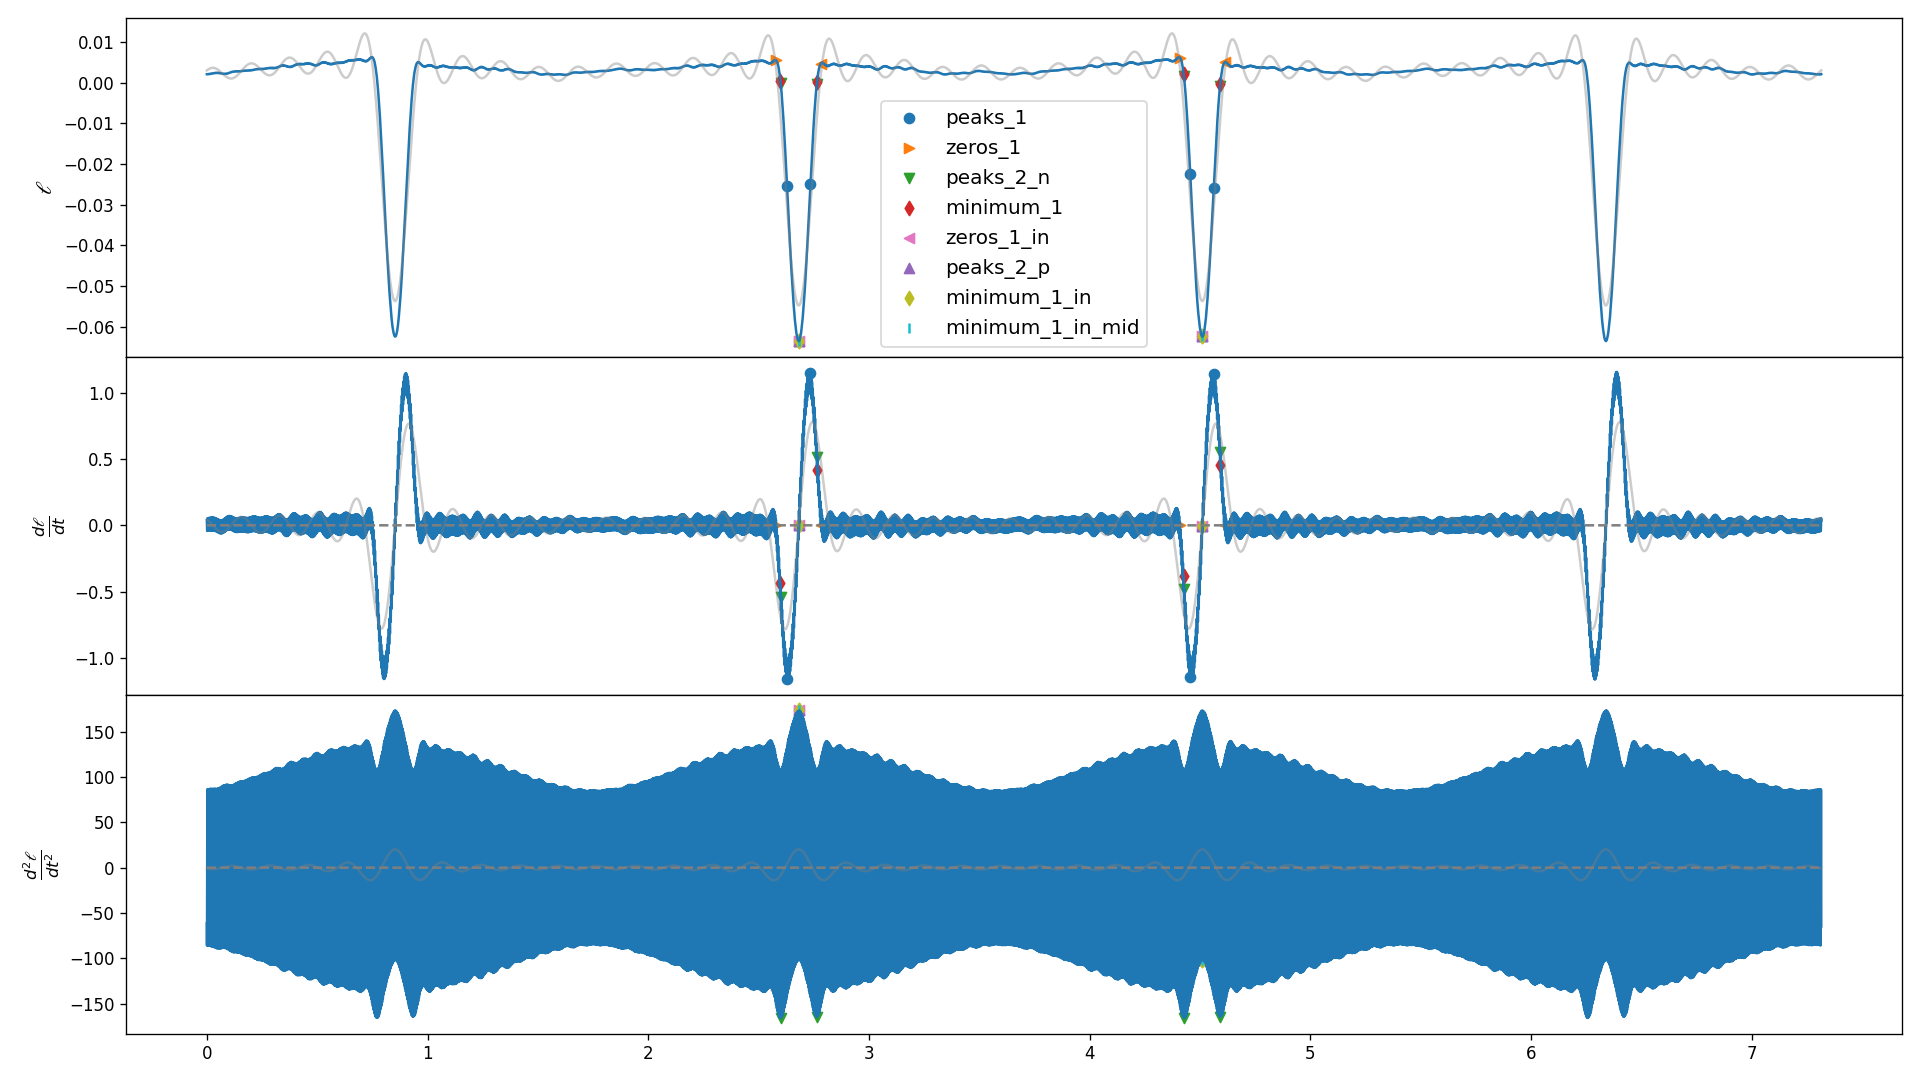 0.01
0.00
−0.01
−0.02
−0.03
−0.04
−0.05
−0.06
ℓ
peaks_1
zeros_1
peaks_2_n
minimum_1
zeros_1_in
peaks_2_p
minimum_1_in
minimum_1_in_mid
1.0
0.5
0.0
−0.5
−1.0
dℓ
dt
150
100
50
0
−50
−100
−150
d²ℓ
dt²
0 1 2 3 4 5 6 7